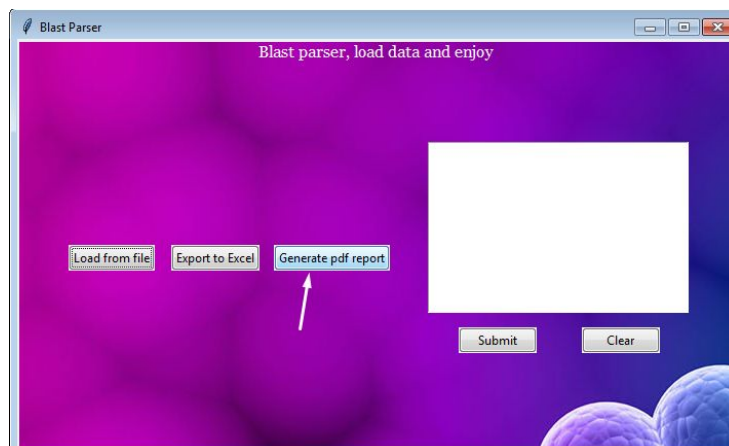 Blast Parser
Blast parser, load data and enjoy
Load from file
Export to Excel
Generate pdf report
Submit
Clear